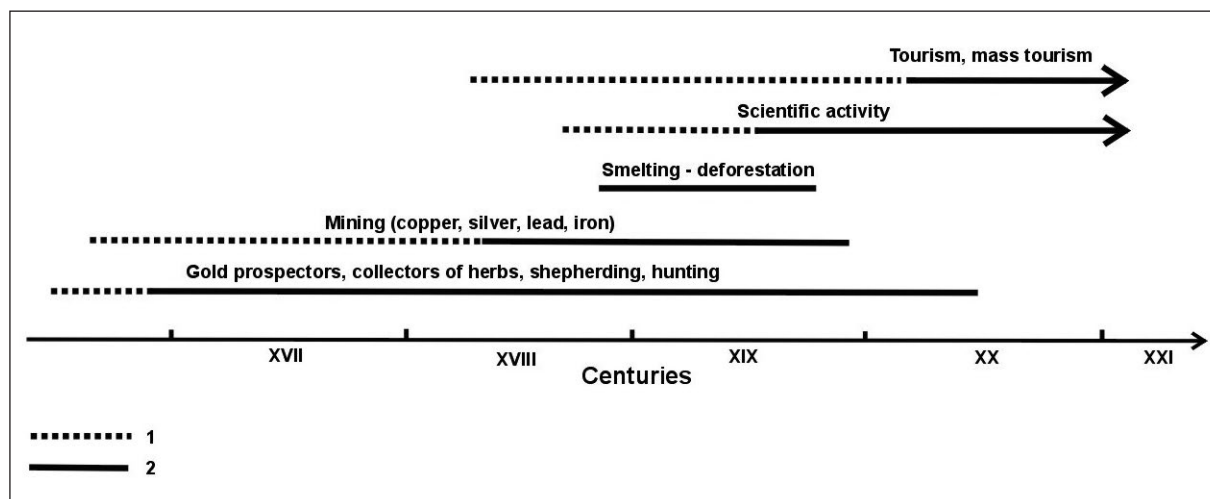 Tourism, mass tourism
Scientific activity
Smelting - deforestation
Mining (copper, silver, lead, iron)
Gold prospectors, collectors of herbs, shepherding, hunting
XVII XVIII XIX XX XXI
Centuries
1
2